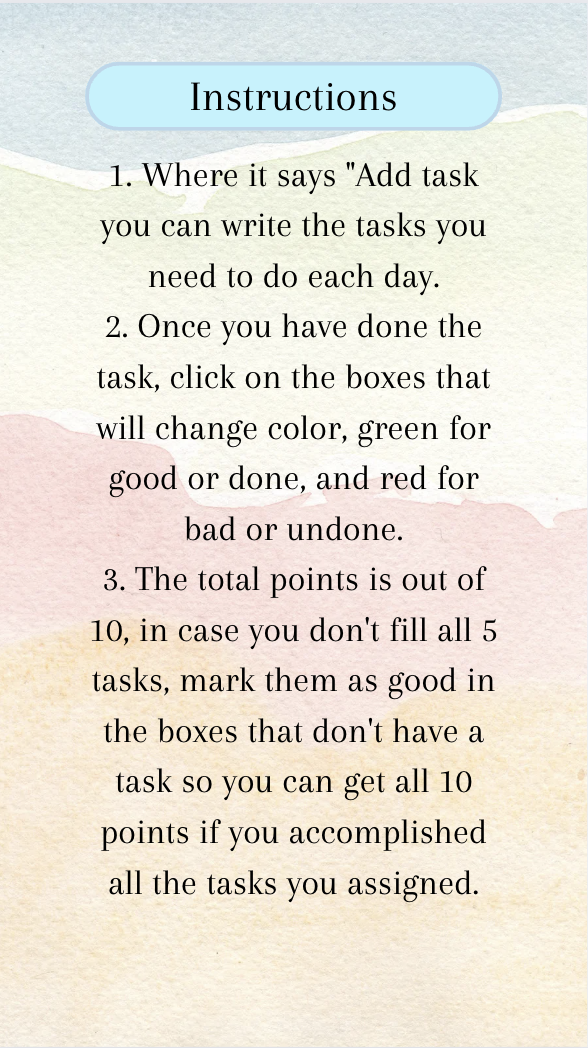 Instructions
1. Where it says "Add task
you can write the tasks you
need to do each day.
2. Once you have done the
task, click on the boxes that
will change color, green for
good or done, and red for
bad or undone.
3. The total points is out of
10, in case you don't fill all 5
tasks, mark them as good in
the boxes that don't have a
task so you can get all 10
points if you accomplished
all the tasks you assigned.